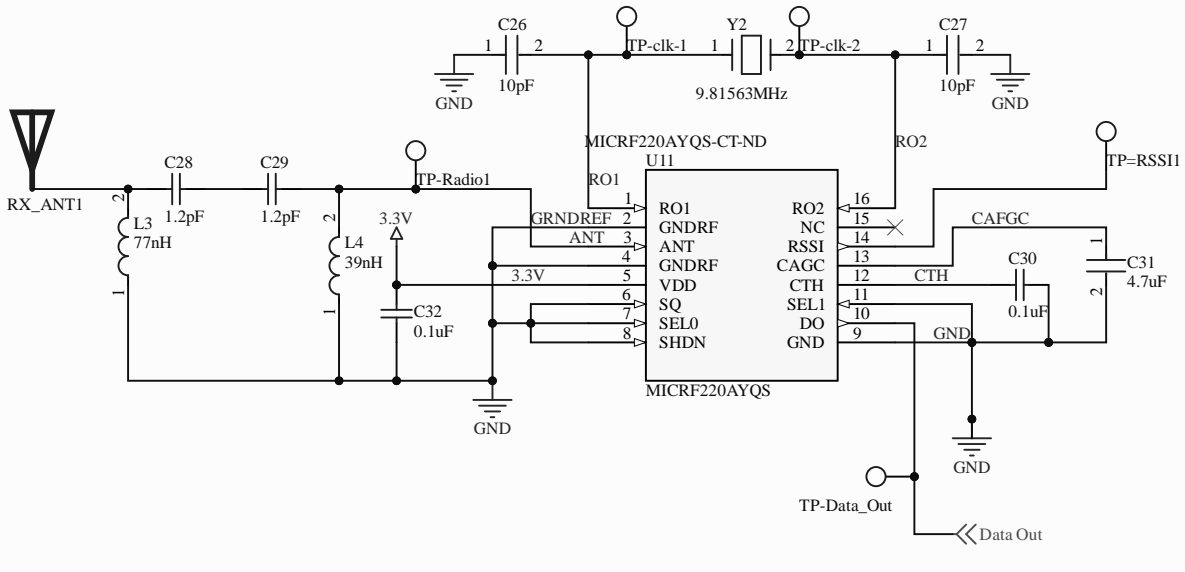 C26
Y2
C27
1 2
TP-clk-1
1 2
TP-clk-2
1 2
10pF
10pF
9.81563MHz
GND
GND
MICRF220AYQS-CT-ND
RO2
U11
TP=RSSI1
C28
C29
TP-Radio1
RO1
RX_ANT1
2
1.2pF
1.2pF
L3
77nH
1
2
L4
39nH
1
3.3V
GRNDREF
ANT
3.3V
C32
0.1uF
1 RO1
2 GNDRF
3 ANT
4 GNDRF
5 VDD
6 SQ
7 SEL0
8 SHDN
RO2 16
NC 15
RSSI 14
CAGC 13
CTH 12
SEL1 11
DO 10
GND 9
CAFGC
CTH
GND
C30
0.1uF
1
C31
4.7uF
2
MICRF220AYQS
GND
GND
TP-Data_Out
Data Out